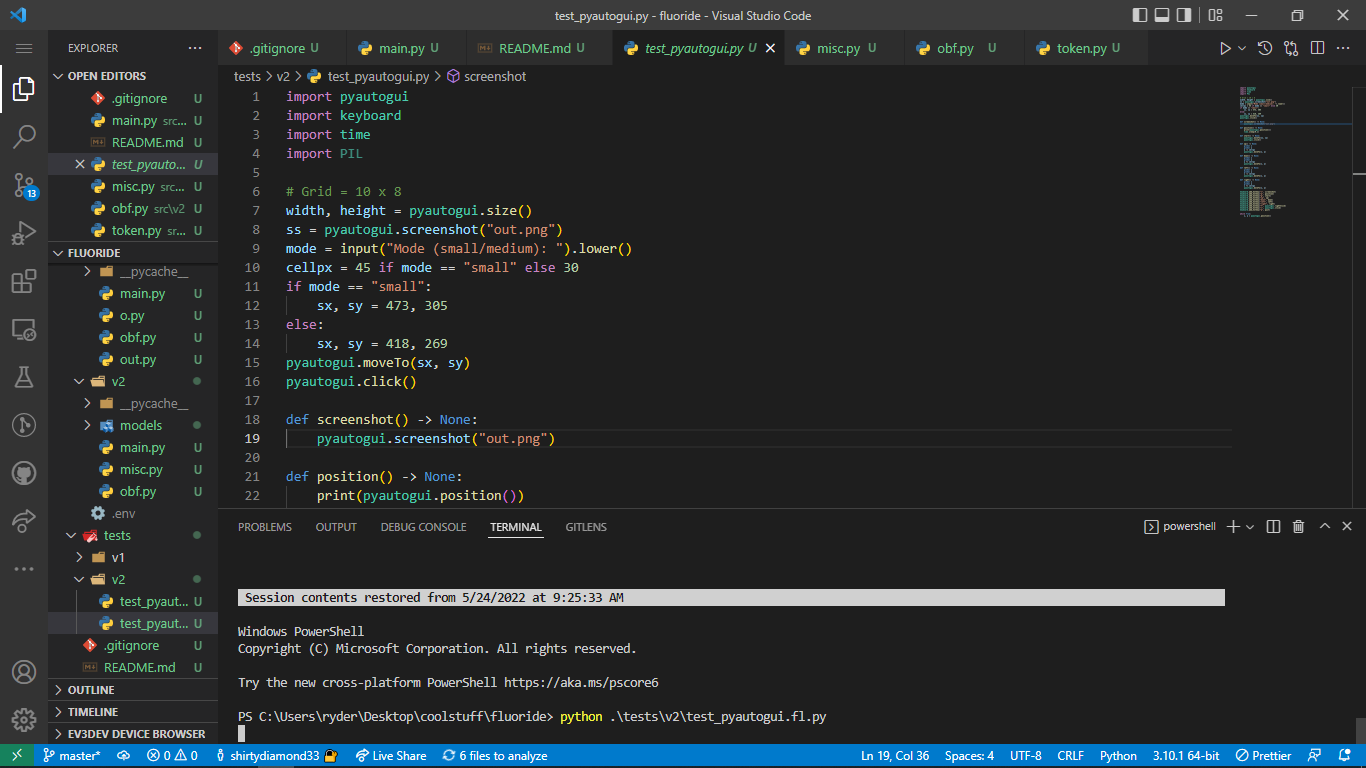 test_pyautogui.py - fluoride - Visual Studio Code
EXPLORER
OPEN EDITORS
.gitignore U
main.py src... U
README.md U
test_pyauto... U
misc.py src... U
obf.py src\v2 U
token.py sr... U
FLUORIDE
__pycache__
main.py U
o.py U
obf.py U
out.py U
v2
__pycache__
models
main.py U
misc.py U
obf.py U
.env
tests
v1
v2
test_pyaut... U
test_pyaut... U
.gitignore U
README.md U
OUTLINE
TIMELINE
EV3DEV DEVICE BROWSER
13
.gitignore U main.py U README.md U test_pyautogui.py U misc.py U obf.py U token.py U
tests > v2 > test_pyautogui.py > screenshot
1 import pyautogui
2 import keyboard
3 import time
4 import PIL
5
6 # Grid = 10 x 8
7 width, height = pyautogui.size()
8 ss = pyautogui.screenshot("out.png")
9 mode = input("Mode (small/medium): ").lower()
10 cellpx = 45 if mode == "small" else 30
11 if mode == "small":
12 sx, sy = 473, 305
13 else:
14 sx, sy = 418, 269
15 pyautogui.moveTo(sx, sy)
16 pyautogui.click()
17
18 def screenshot() -> None:
19 pyautogui.screenshot("out.png")
20
21 def position() -> None:
22 print(pyautogui.position())
PROBLEMS OUTPUT DEBUG CONSOLE TERMINAL GITLENS powershell
Session contents restored from 5/24/2022 at 9:25:33 AM
Windows PowerShell
Copyright (C) Microsoft Corporation. All rights reserved.
Try the new cross-platform PowerShell https://aka.ms/pscore6
PS C:\Users\ryder\Desktop\coolstuff\fluoride> python .\tests\v2\test_pyautogui.fl.py
master* 0 0 shirtydiamond33 Live Share 6 files to analyze Ln 19, Col 36 Spaces: 4 UTF-8 CRLF Python 3.10.1 64-bit Prettier